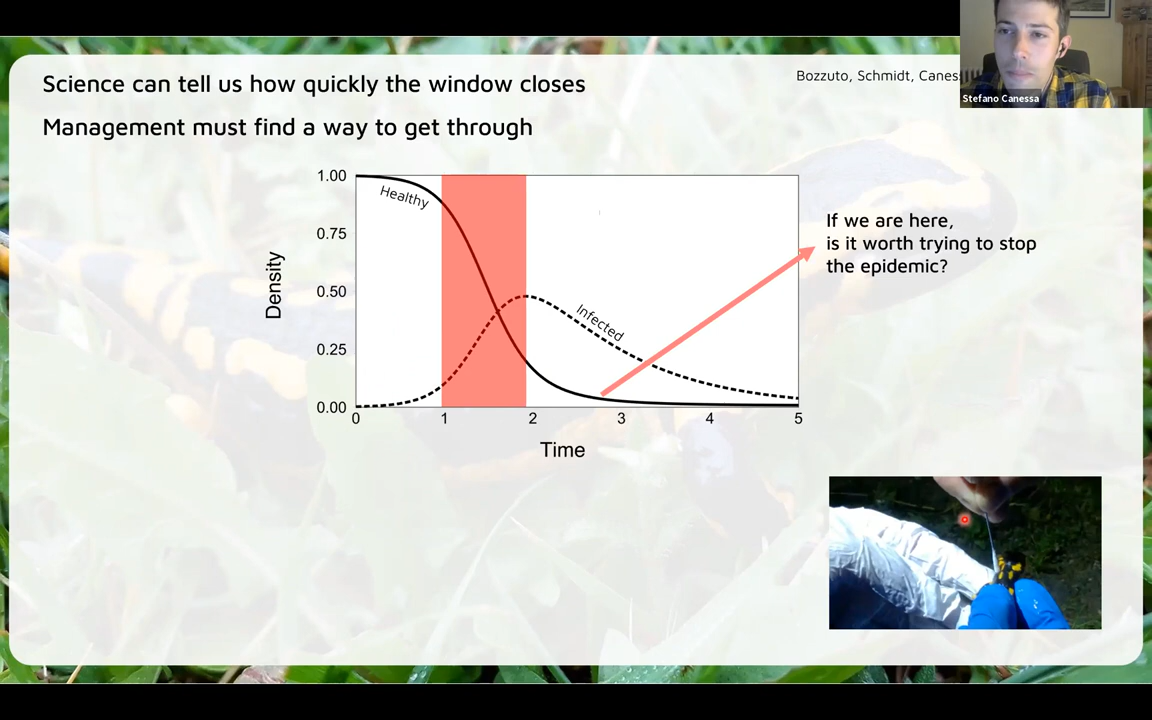 Science can tell us how quickly the window closes
Bozzuto, Schmidt, Canes
Stefano Canessa
Management must find a way to get through
1.00
0.75
0.50
0.25
0.00
Density
Healthy
Infected
0 1 2 3 4 5
Time
If we are here,
is it worth trying to stop
the epidemic?